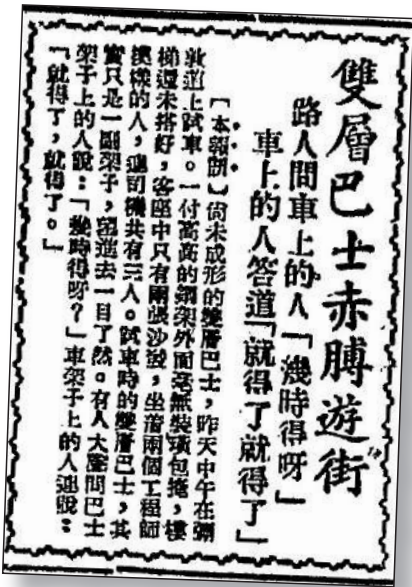 雙層巴士赤膊遊街
路人問車上的人「幾時得呀」
車上的人答道「就得了就得了」
〔本報訊〕尚未成形的雙層巴士，昨天中午在彌
敦道上試車。一付高高的鋼架外面毫無裝璜包掩，樓
梯還未搭好，客座中只有兩張沙發，坐着兩個工程師
模樣的人，連司機共有三人。試車時的雙層巴士，其
實只是一副架子，望進去一目了然。有人大聲問巴士
架子上的人說：「幾時得呀？」車架子上的人連說：
「就得了，就得了。」